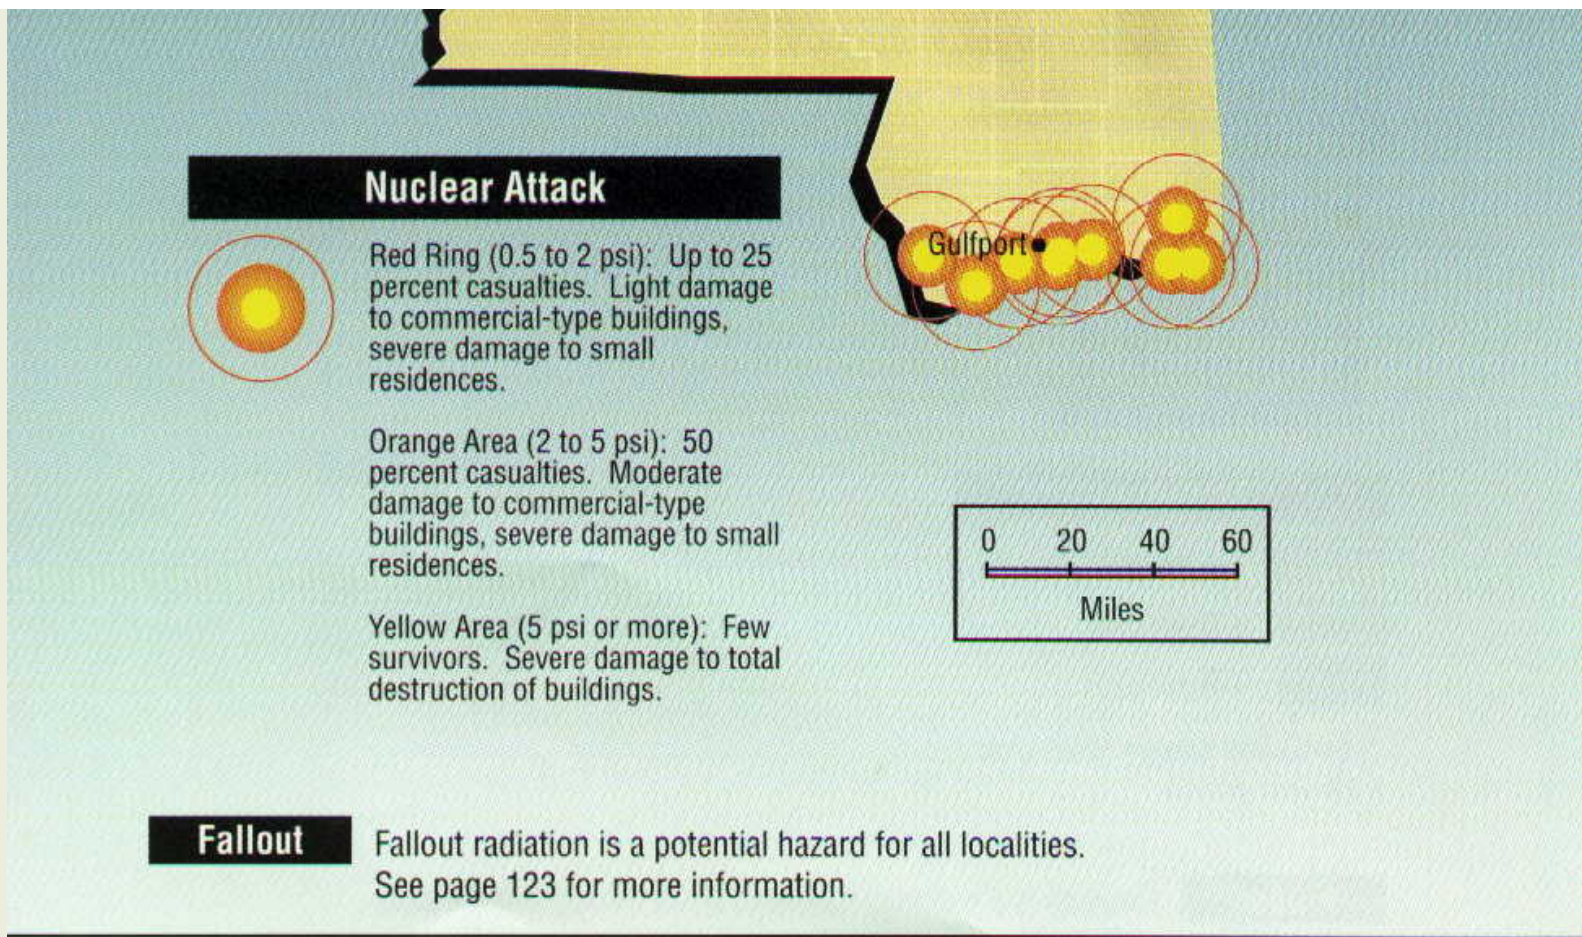 Nuclear Attack
Red Ring (0.5 to 2 psi):  Up to 25
percent casualties.  Light damage
to commercial-type buildings,
severe damage to small
residences.
Orange Area (2 to 5 psi):  50
percent casualties.  Moderate
damage to commercial-type
buildings, severe damage to small
residences.
Yellow Area (5 psi or more):  Few
survivors.  Severe damage to total
destruction of buildings.
Gulfport
0 20 40 60
Miles
Fallout
Fallout radiation is a potential hazard for all localities.
See page 123 for more information.